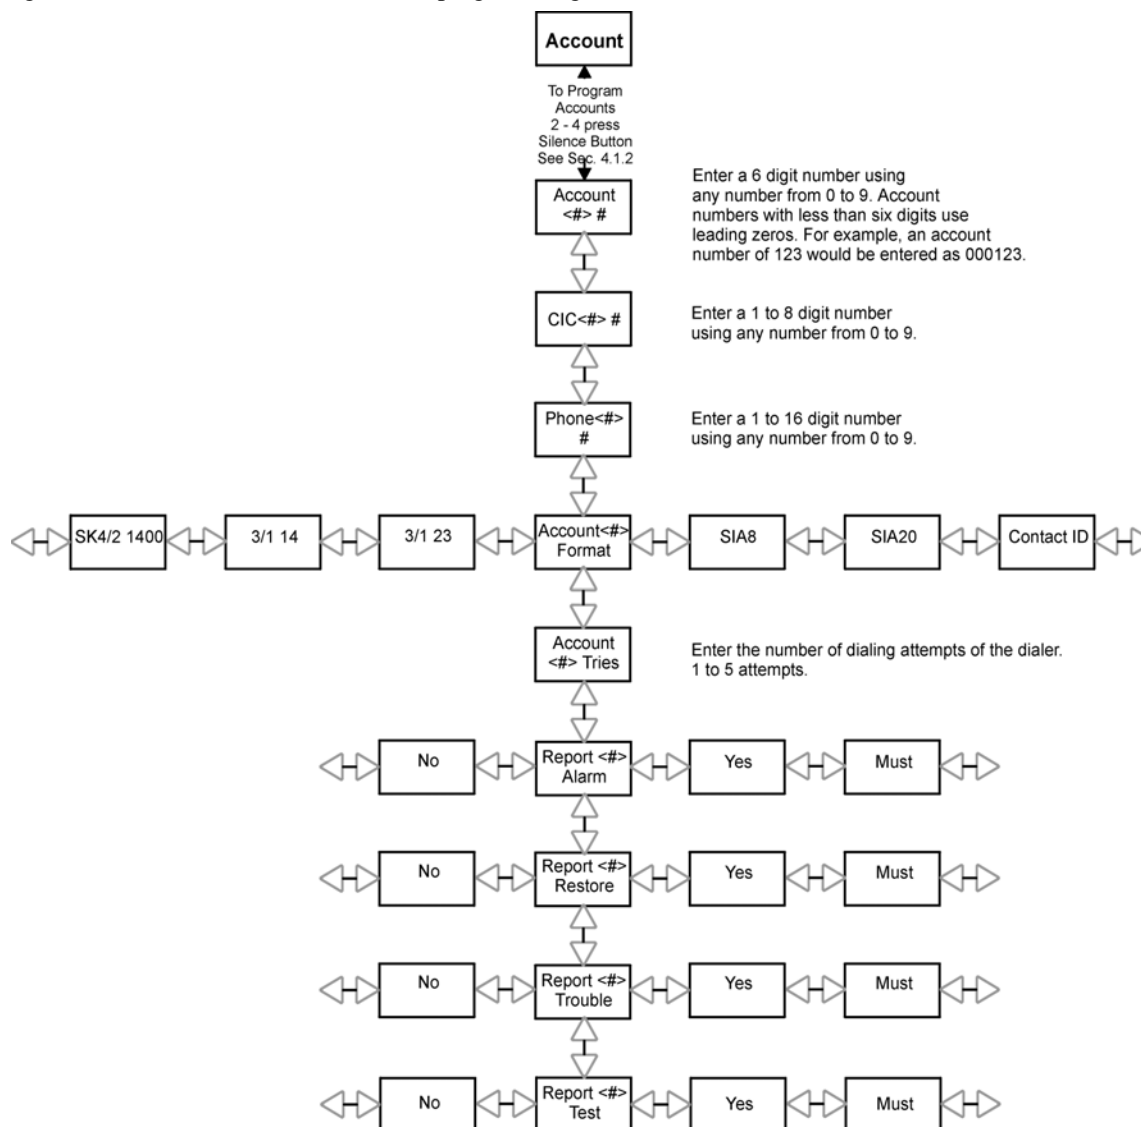 Account
To Program
Accounts
2 - 4 press
Silence Button
See Sec. 4.1.2
Account
<#> #
Enter a 6 digit number using
any number from 0 to 9. Account
numbers with less than six digits use
leading zeros. For example, an account
number of 123 would be entered as 000123.
CIC<#> #
Enter a 1 to 8 digit number
using any number from 0 to 9.
Phone<#>
#
Enter a 1 to 16 digit number
using any number from 0 to 9.
SK4/2 1400
3/1 14
3/1 23
Account<#>
Format
SIA8
SIA20
Contact ID
Account
<#> Tries
Enter the number of dialing attempts of the dialer.
1 to 5 attempts.
No
Report <#>
Alarm
Yes
Must
No
Report <#>
Restore
Yes
Must
No
Report <#>
Trouble
Yes
Must
No
Report <#>
Test
Yes
Must